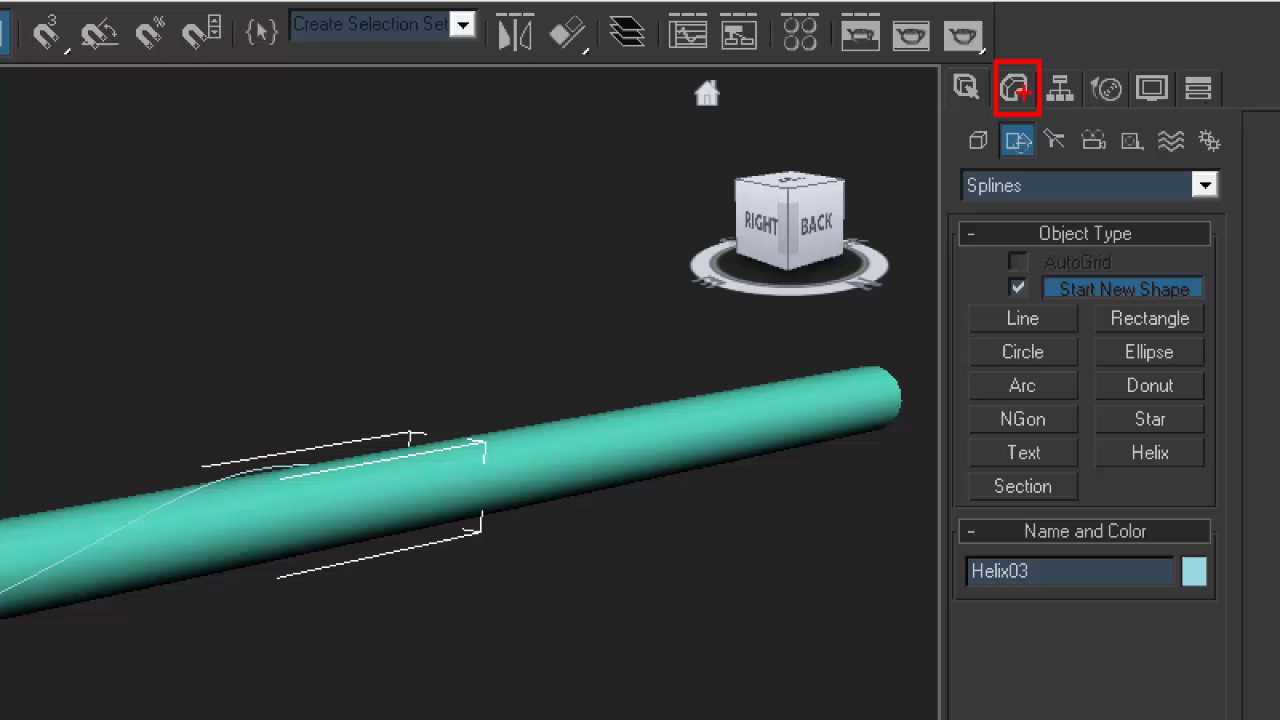 3
Create Selection Set
RIGHT
BACK
Splines
- Object Type
AutoGrid
Start New Shape
Line Rectangle
Circle Ellipse
Arc Donut
NGon Star
Text Helix
Section
- Name and Color
Helix03